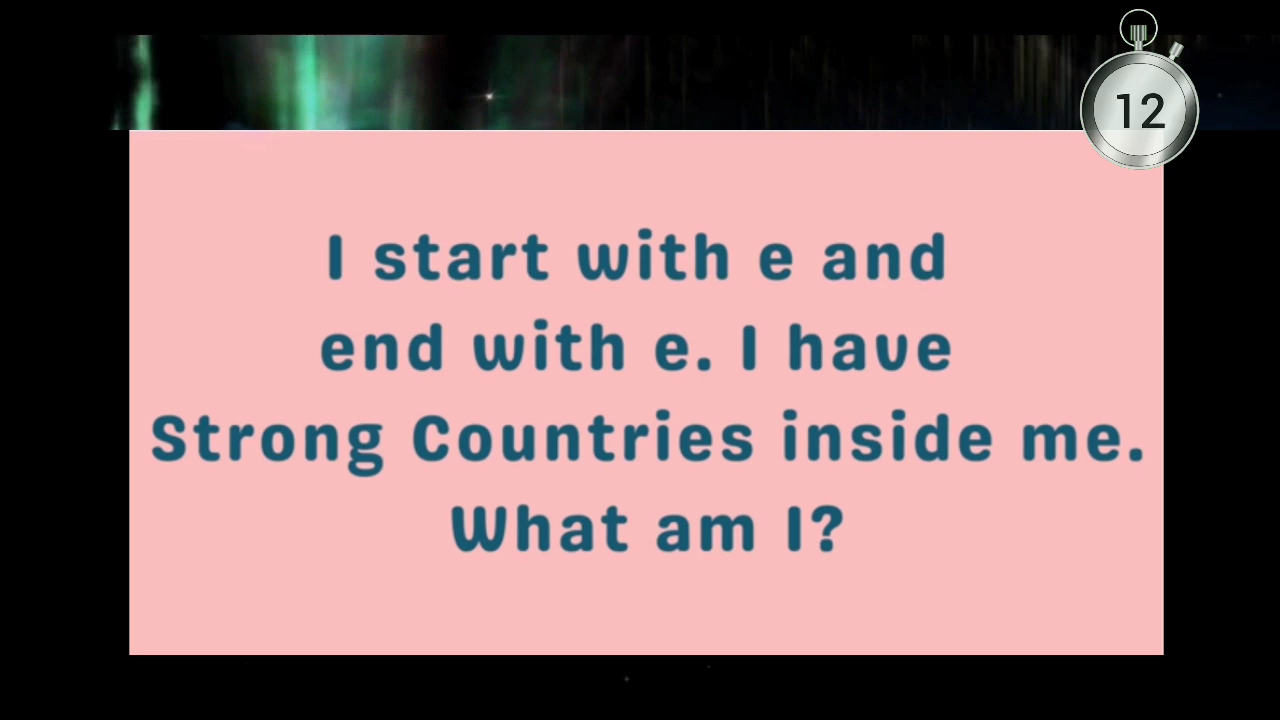 12
I start with e and
end with e. I have
Strong Countries inside me.
What am I?